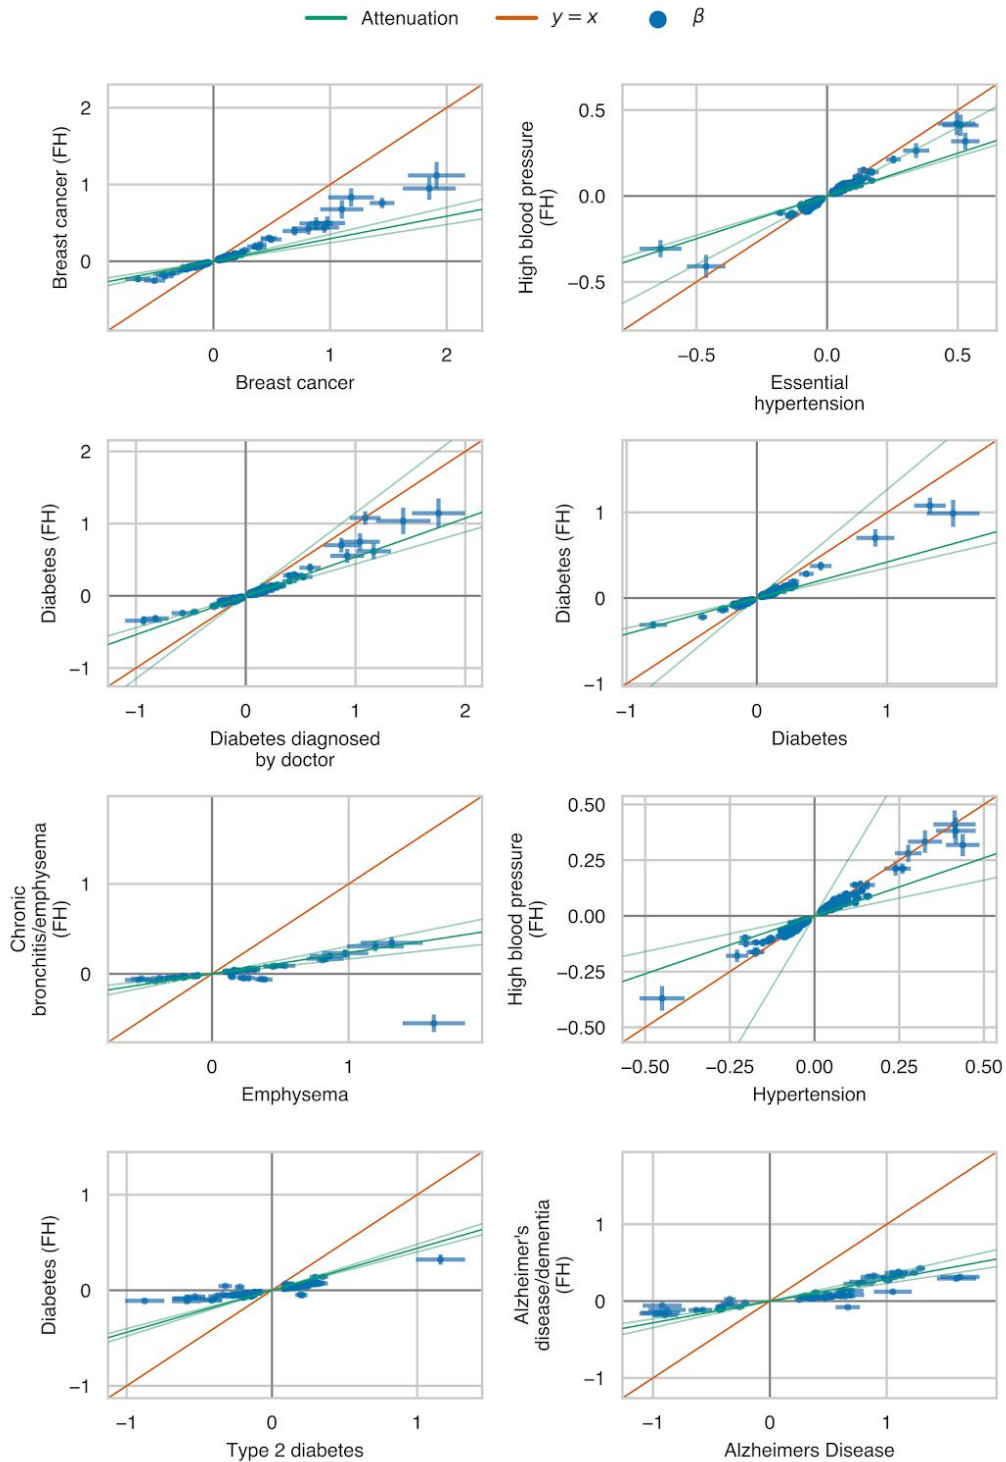 Attenuation y = x β
2
1
0
Breast cancer (FH)
0 1 2
Breast cancer
0.5
0.0
−0.5
High blood pressure
(FH)
−0.5 0.0 0.5
Essential
hypertension
2
1
0
−1
Diabetes (FH)
−1 0 1 2
Diabetes diagnosed
by doctor
1
0
−1
Diabetes (FH)
−1 0 1
Diabetes
1
0
Chronic
bronchitis/emphysema
(FH)
0 1
Emphysema
0.50
0.25
0.00
−0.25
−0.50
High blood pressure
(FH)
−0.50 −0.25 0.00 0.25 0.50
Hypertension
1
0
−1
Diabetes (FH)
−1 0 1
Type 2 diabetes
1
0
−1
Alzheimer's
disease/dementia
(FH)
−1 0 1
Alzheimers Disease